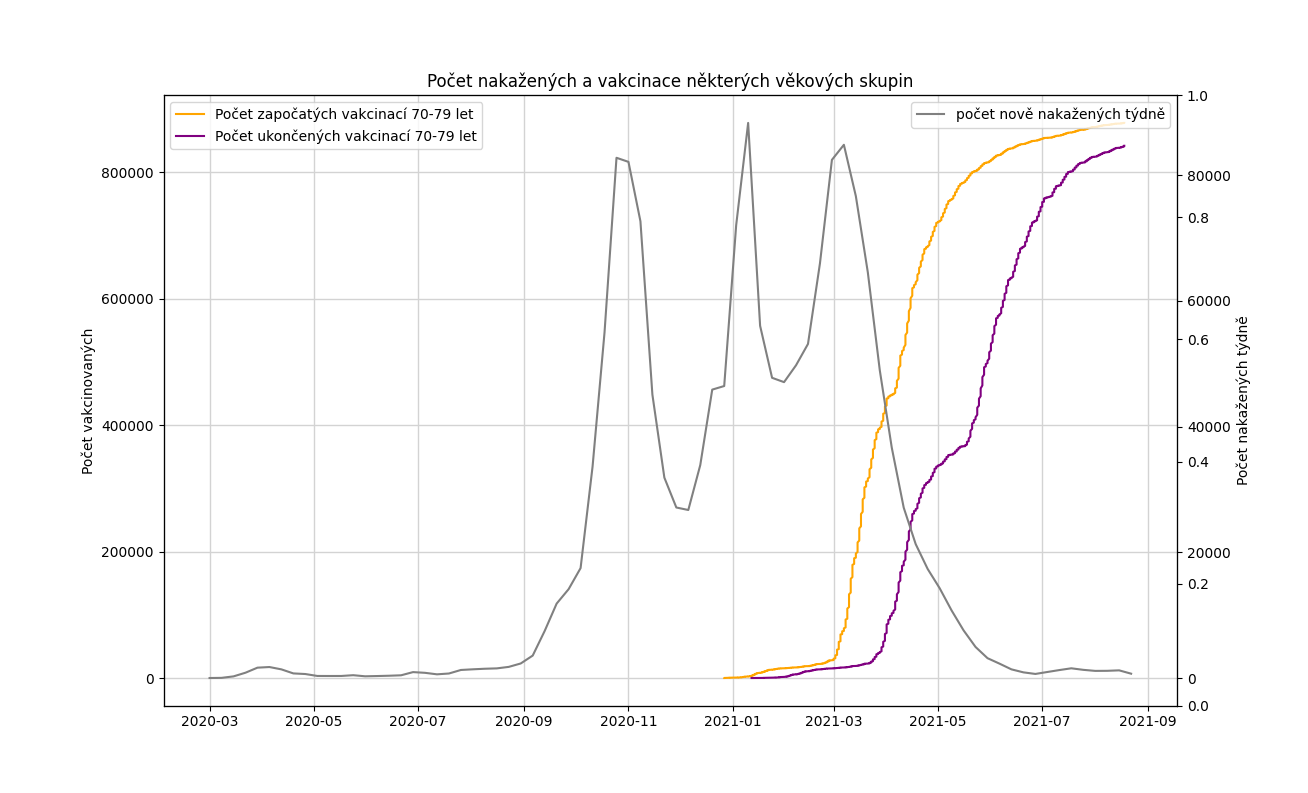 Počet nakažených a vakcinace některých věkových skupin
Počet započatých vakcinací 70-79 let
Počet ukončených vakcinací 70-79 let
počet nově nakažených týdně
Počet vakcinovaných
800000
600000
400000
200000
0
1.0
80000
0.8
60000
0.6
40000
0.4
20000
0.2
0
0.0
Počet nakažených týdně
2020-03 2020-05 2020-07 2020-09 2020-11 2021-01 2021-03 2021-05 2021-07 2021-09